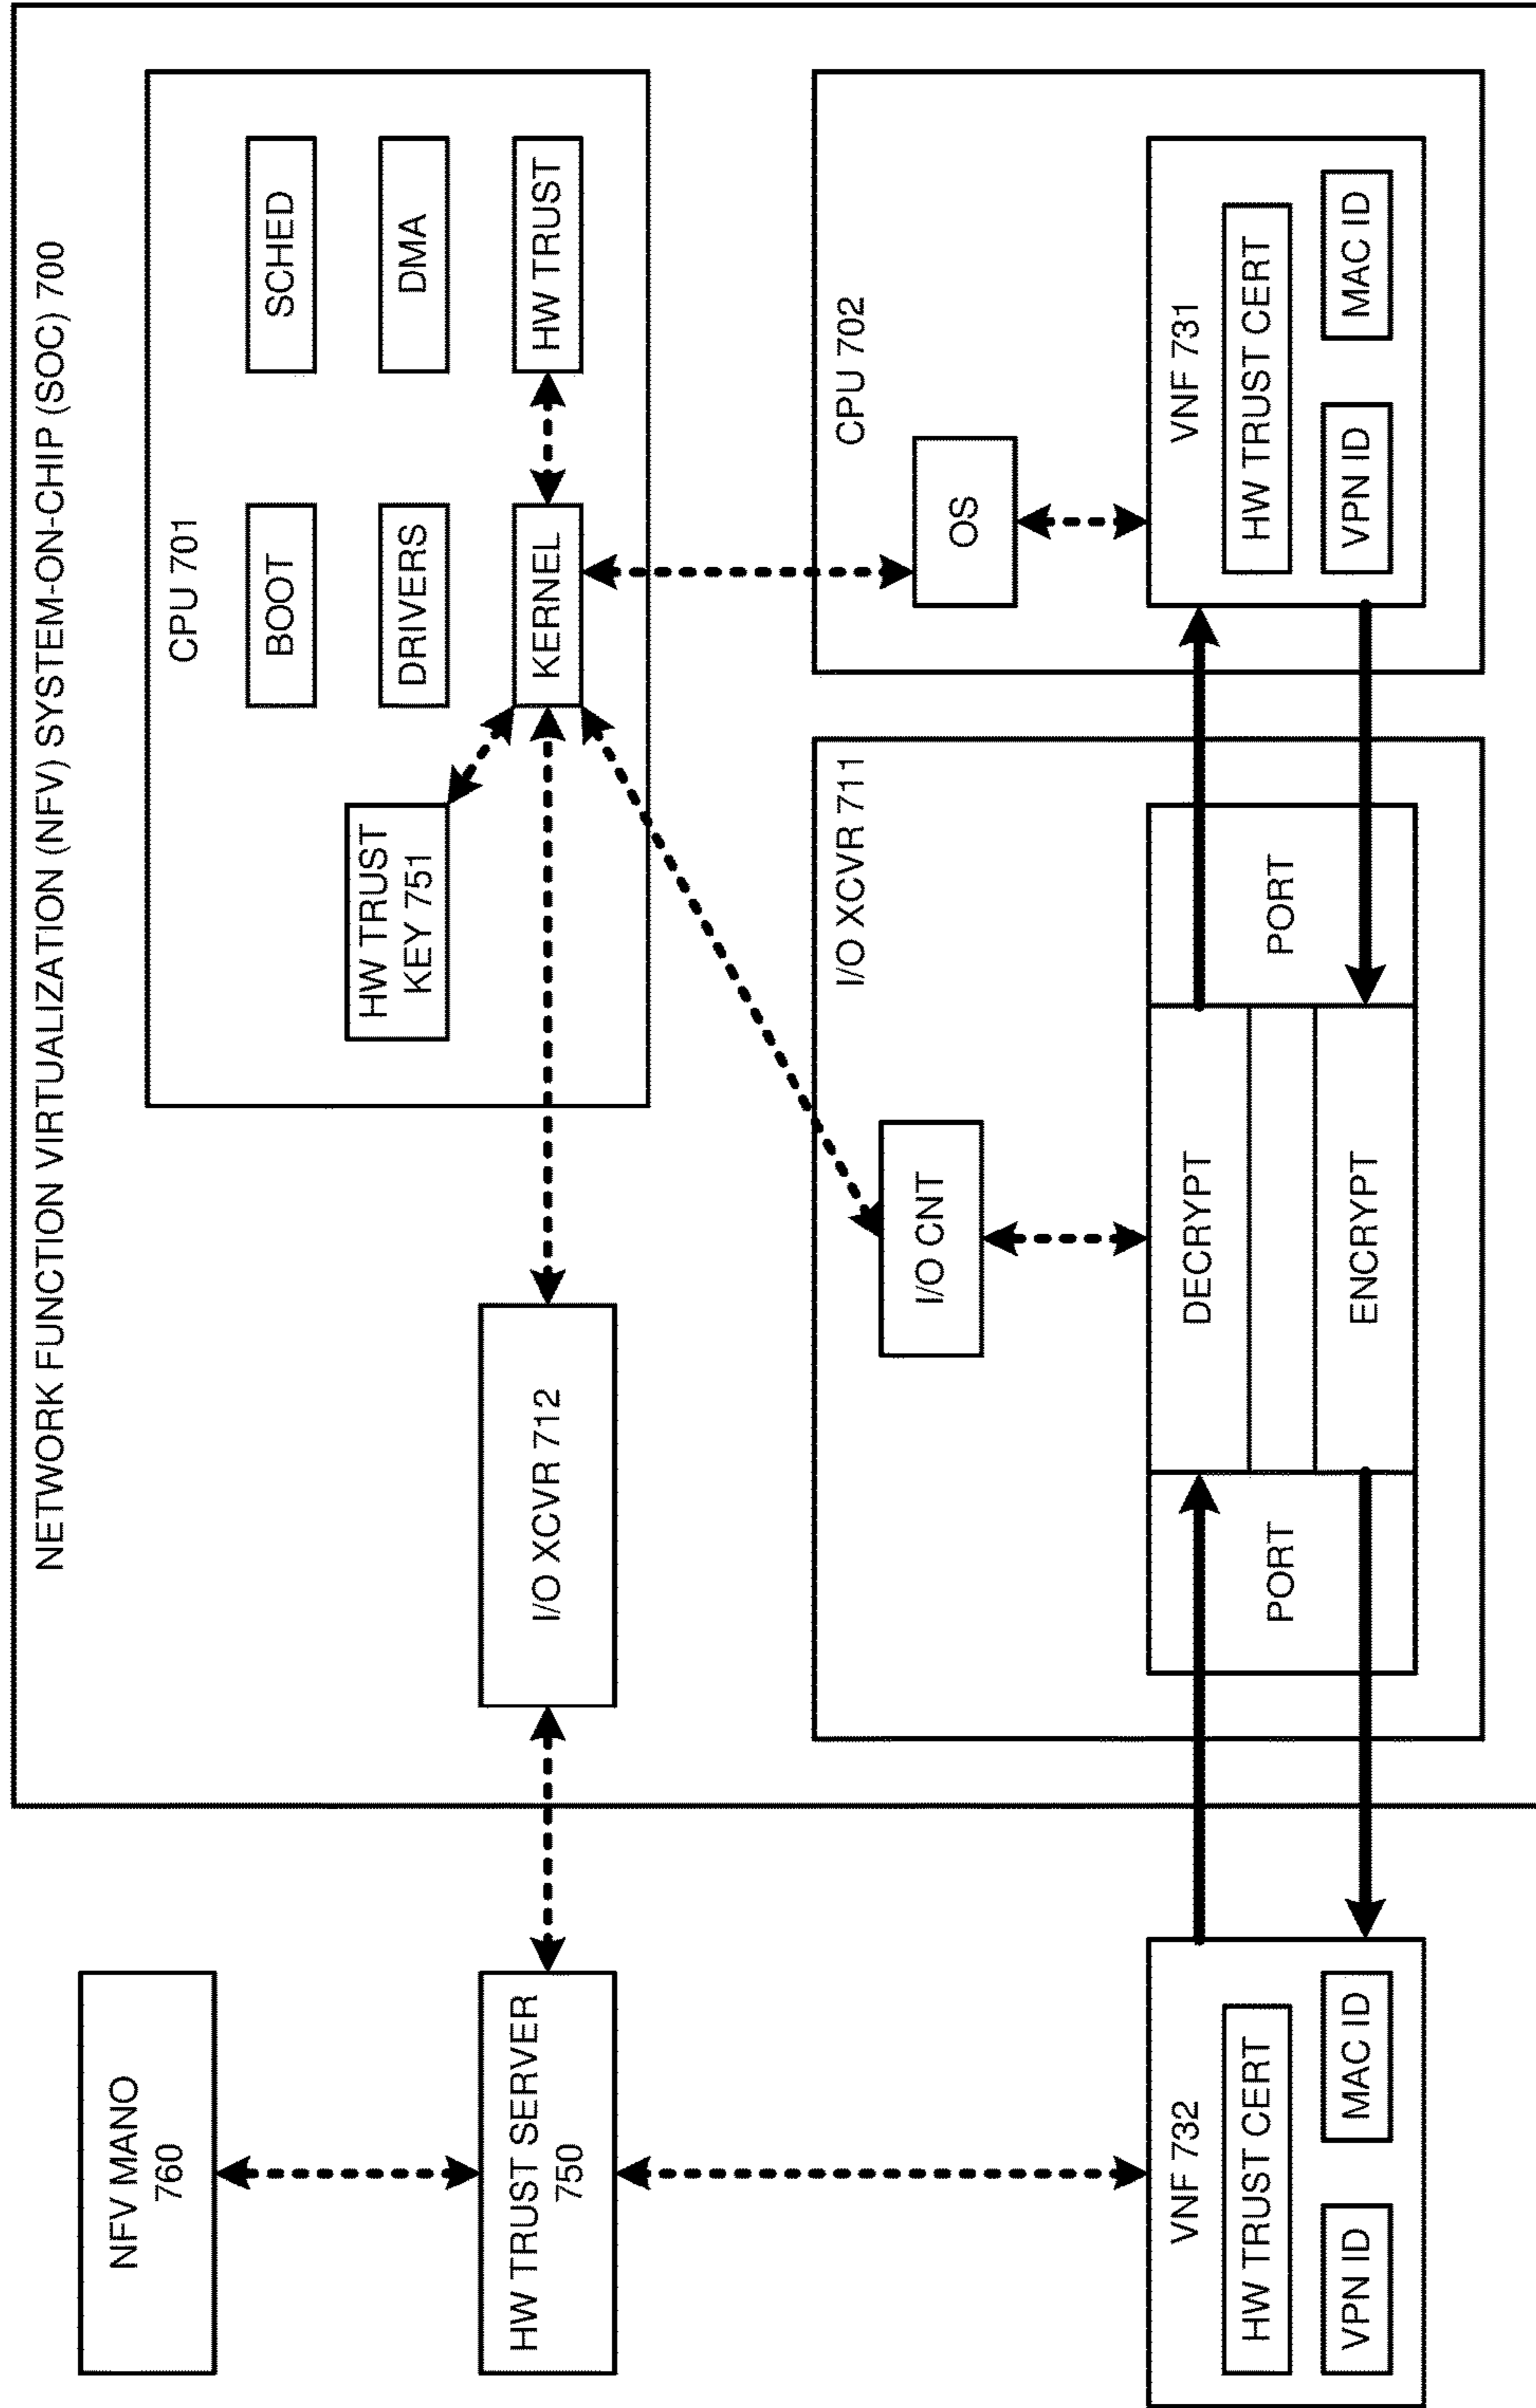 NETWORK FUNCTION VIRTUALIZATION (NFV) SYSTEM-ON-CHIP (SOC) 700
NFV MANO
760
HW TRUST SERVER
750
I/O XCVR 712
CPU 701
HW TRUST
KEY 751
BOOT
SCHED
DRIVERS
DMA
KERNEL
HW TRUST
VNF 732
HW TRUST CERT
VPN ID
MAC ID
I/O XCVR 711
I/O CNT
PORT
DECRYPT
ENCRYPT
PORT
CPU 702
OS
VNF 731
HW TRUST CERT
VPN ID
MAC ID